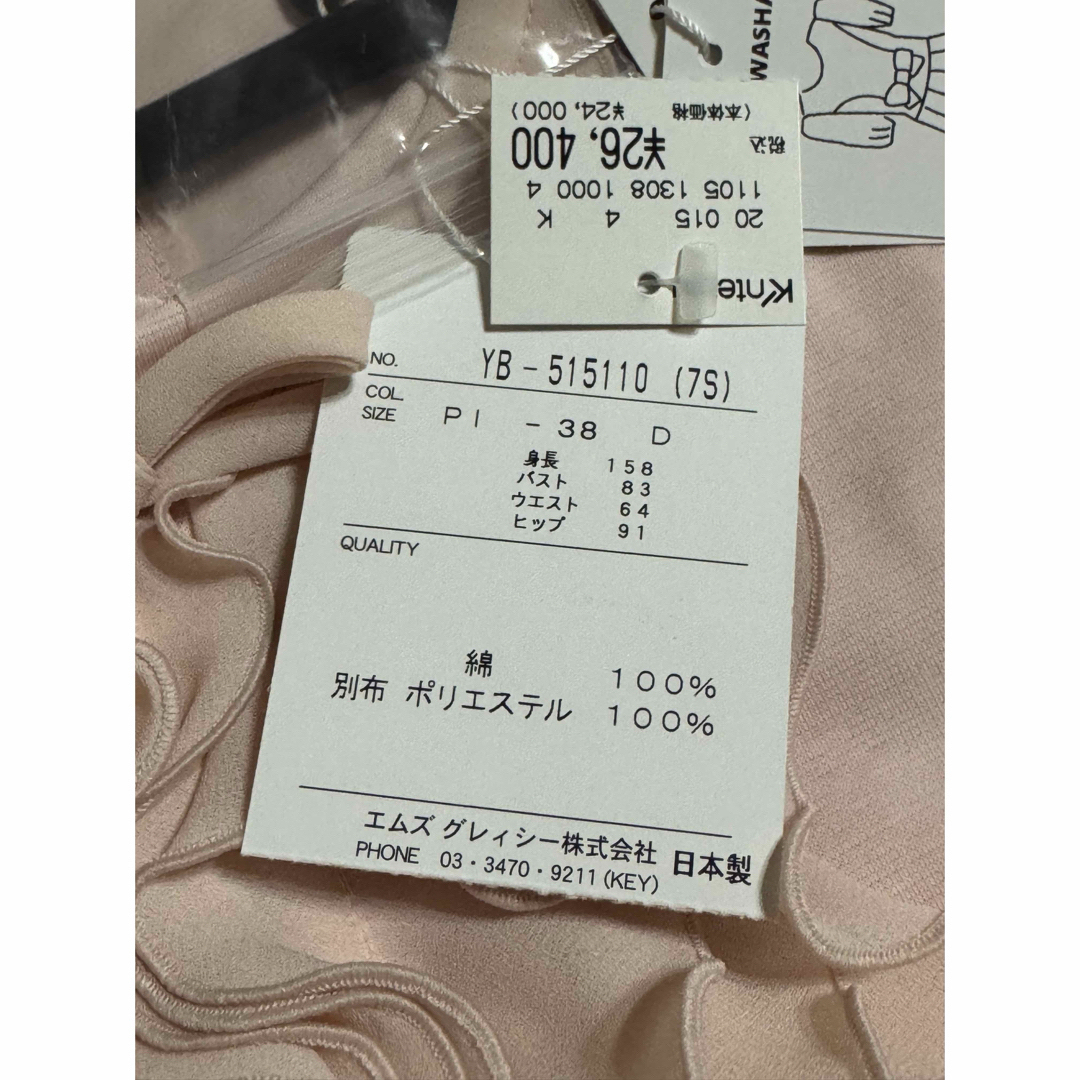 WASHA
K'nte
20 015 4 K
1105 1308 1000 4
税込 ¥26,400
(本体価格 ¥24,000)
NO. YB-515110 (7S)
COL.
SIZE PI -38 D
身長 158
バスト 83
ウエスト 64
ヒップ 91
QUALITY
綿 100%
別布 ポリエステル 100%
エムズ グレィシー株式会社 日本製
PHONE 03・3470・9211(KEY)